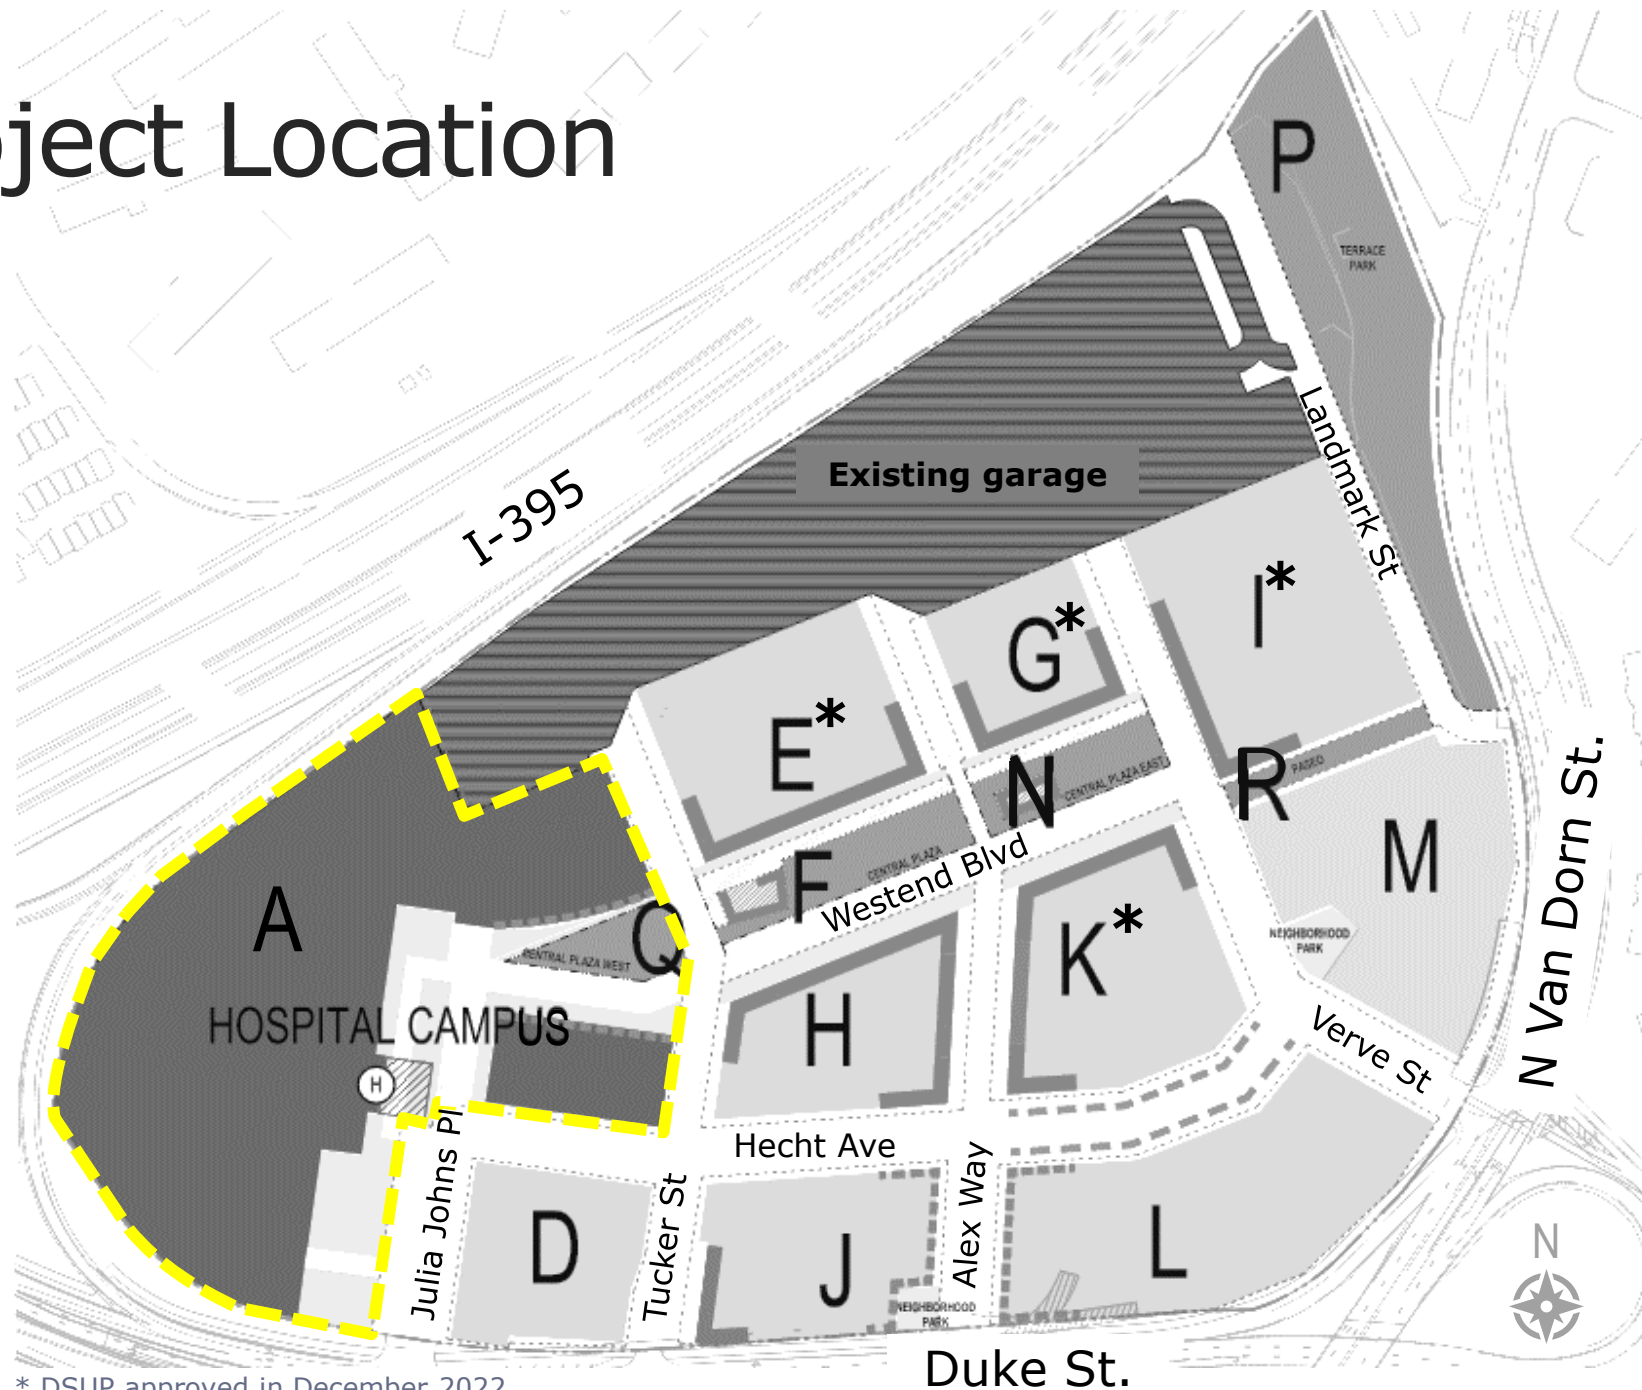 ject Location
P
TERRACE
PARK
Landmark St
Existing garage
I-395
I*
G*
E*
N
CENTRAL PLAZA EAST
R
PASEO
M
N Van Dorn St.
F
CENTRAL PLAZA
Westend Blvd
A
Q
CENTRAL PLAZA WEST
K*
NEIGHBORHOOD
PARK
HOSPITAL CAMPUS
H
H
Verve St
Hecht Ave
Julia Johns Pl
Tucker St
Alex Way
D
J
L
NEIGHBORHOOD
PARK
N
Duke St.
* DSUP approved in December 2022